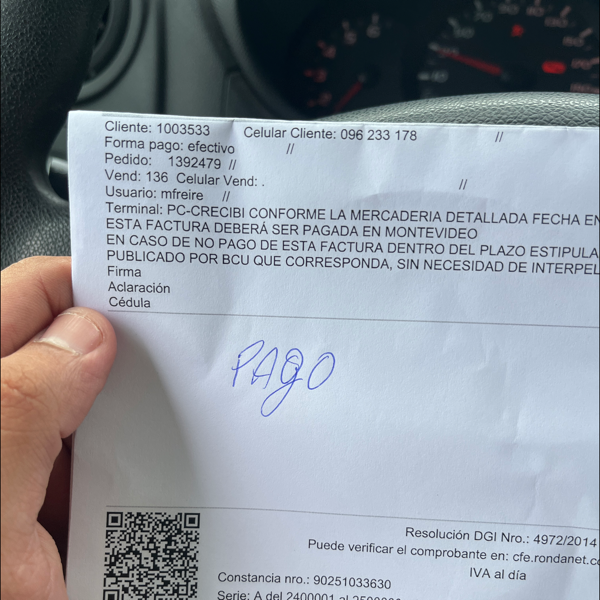 Cliente: 1003533 Celular Cliente: 096 233 178 //
Forma pago: efectivo //
Pedido: 1392479 //
Vend: 136 Celular Vend: . //
Usuario: mfreire //
Terminal: PC-CRECIBI CONFORME LA MERCADERIA DETALLADA FECHA EN
ESTA FACTURA DEBERÁ SER PAGADA EN MONTEVIDEO
EN CASO DE NO PAGO DE ESTA FACTURA DENTRO DEL PLAZO ESTIPULA
PUBLICADO POR BCU QUE CORRESPONDA, SIN NECESIDAD DE INTERPEL
Firma
Aclaración
Cédula
PAgO
Resolución DGI Nro.: 4972/2014
Puede verificar el comprobante en: cfe.rondanet.co
IVA al día
Constancia nro.: 90251033630
Serie: A del 2400001 al